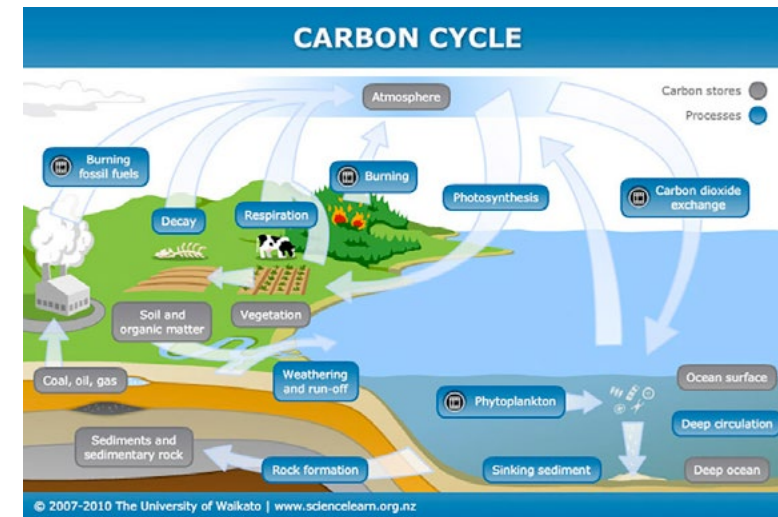 CARBON CYCLE
Atmosphere
Carbon stores
Processes
Burning
fossil fuels
Burning
Carbon dioxide
exchange
Decay
Respiration
Photosynthesis
Soil and
organic matter
Vegetation
Coal, oil, gas
Weathering
and run-off
Ocean surface
Phytoplankton
Deep circulation
Sediments and
sedimentary rock
Rock formation
Sinking sediment
Deep ocean
© 2007-2010 The University of Waikato | www.sciencelearn.org.nz